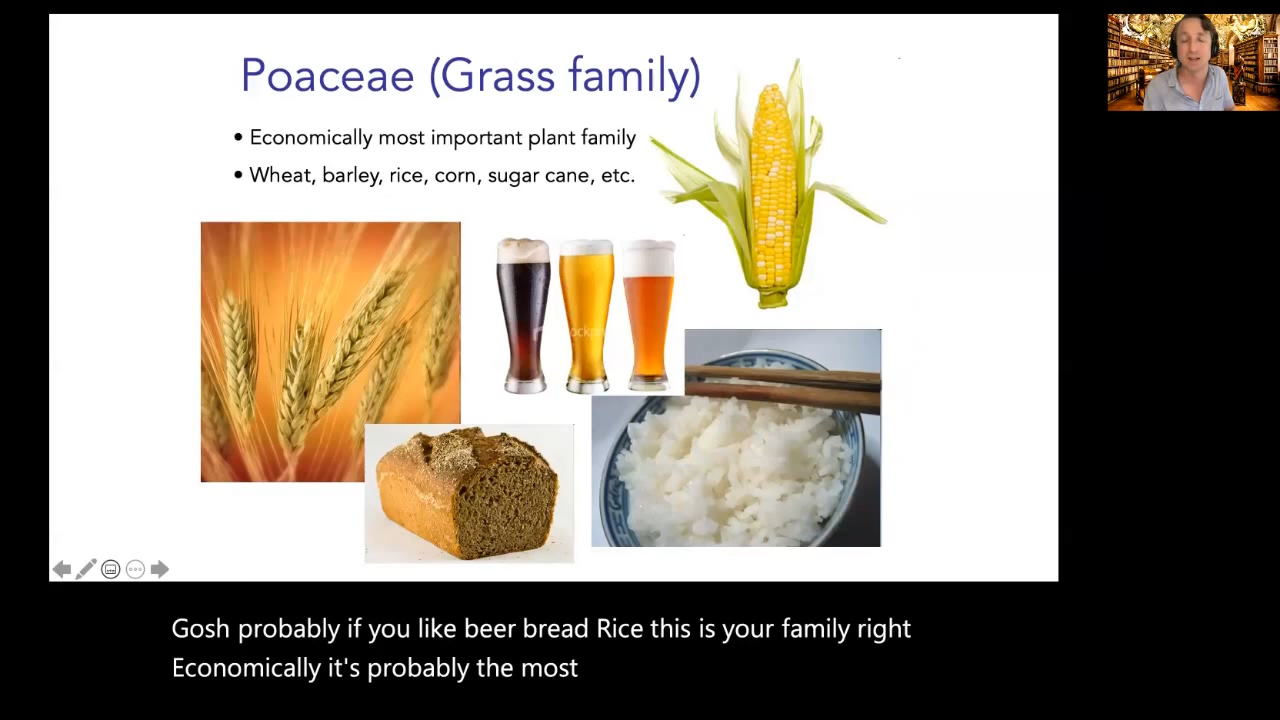 Poaceae (Grass family)
• Economically most important plant family
• Wheat, barley, rice, corn, sugar cane, etc.
Gosh probably if you like beer bread Rice this is your family right
Economically it's probably the most